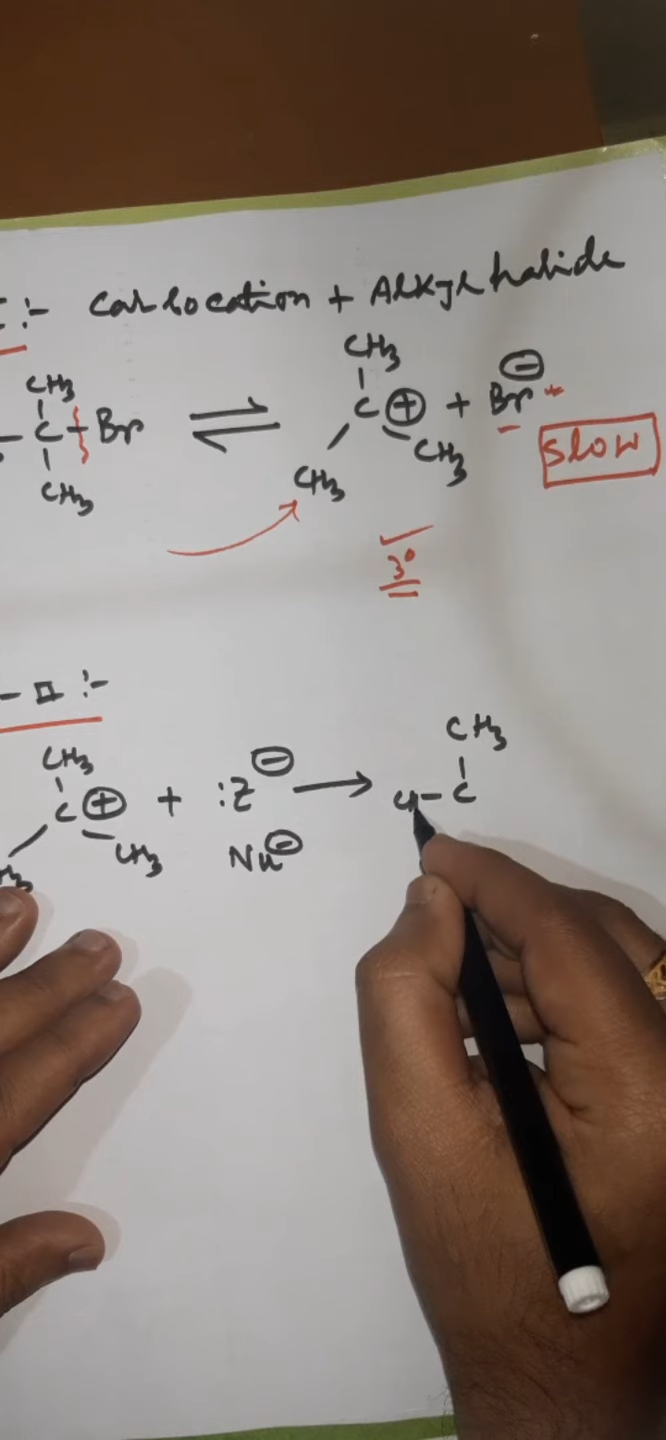 I :- Carbocation + Alkyl halide
CH3 CH3 ⊖
– C – Br ⇌ C ⊕ + Br
CH3 CH3 CH3 SLOW
3°
- II :-
CH3 ⊖ CH3
C ⊕ + :Z → C – C
CH3 CH3 Nu⊖